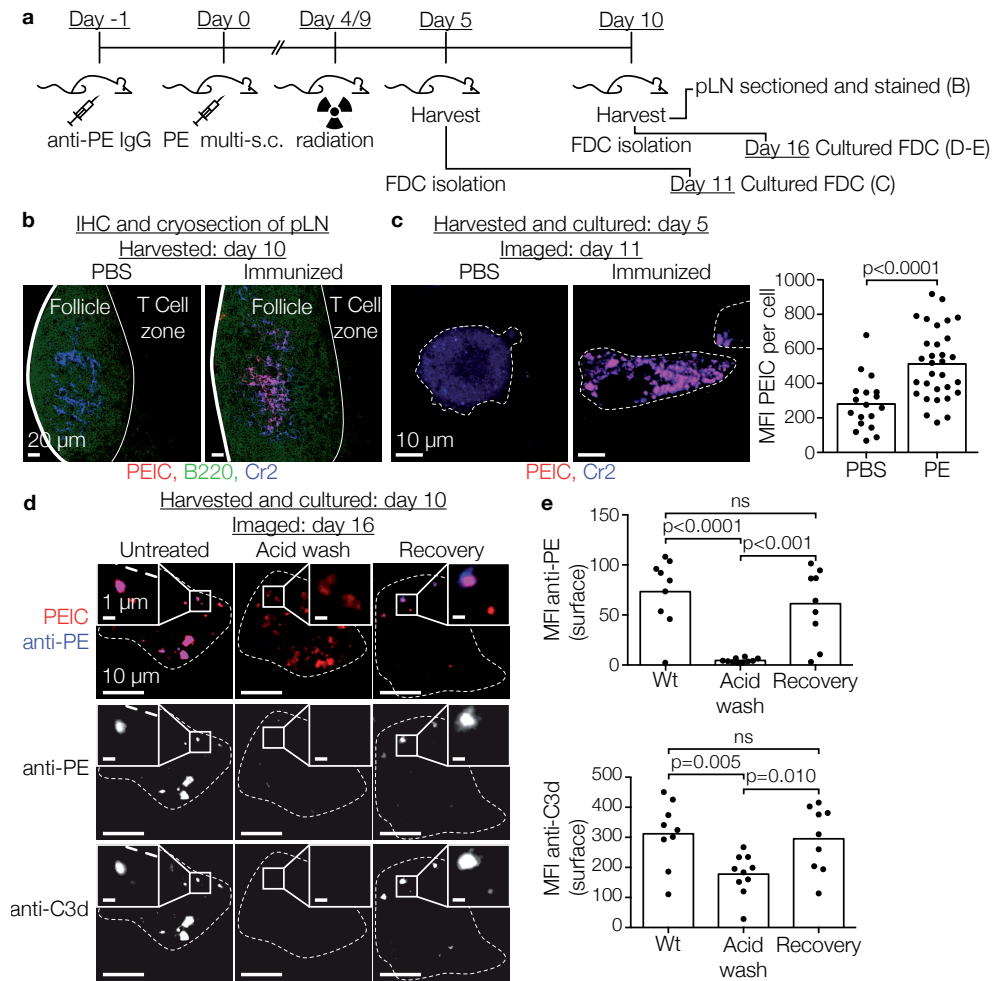 a
Day -1 Day 0 Day 4/9 Day 5 Day 10
anti-PE IgG PE multi-s.c. radiation Harvest Harvest pLN sectioned and stained (B)
FDC isolation Day 16 Cultured FDC (D-E)
FDC isolation Day 11 Cultured FDC (C)
b IHC and cryosection of pLN
Harvested: day 10
PBS Immunized
Follicle T Cell zone Follicle T Cell zone
20 µm
PEIC, B220, Cr2
c Harvested and cultured: day 5
Imaged: day 11
PBS Immunized
10 µm
PEIC, Cr2
p<0.0001
MFI PEIC per cell
1000
800
600
400
200
0
PBS PE
d Harvested and cultured: day 10
Imaged: day 16
Untreated Acid wash Recovery
PEIC
anti-PE
1 µm
10 µm
anti-PE
anti-C3d
e
ns
p<0.0001
p<0.001
MFI anti-PE
(surface)
150
100
50
0
Wt Acid wash Recovery
ns
p=0.005
p=0.010
MFI anti-C3d
(surface)
500
400
300
200
100
0
Wt Acid wash Recovery